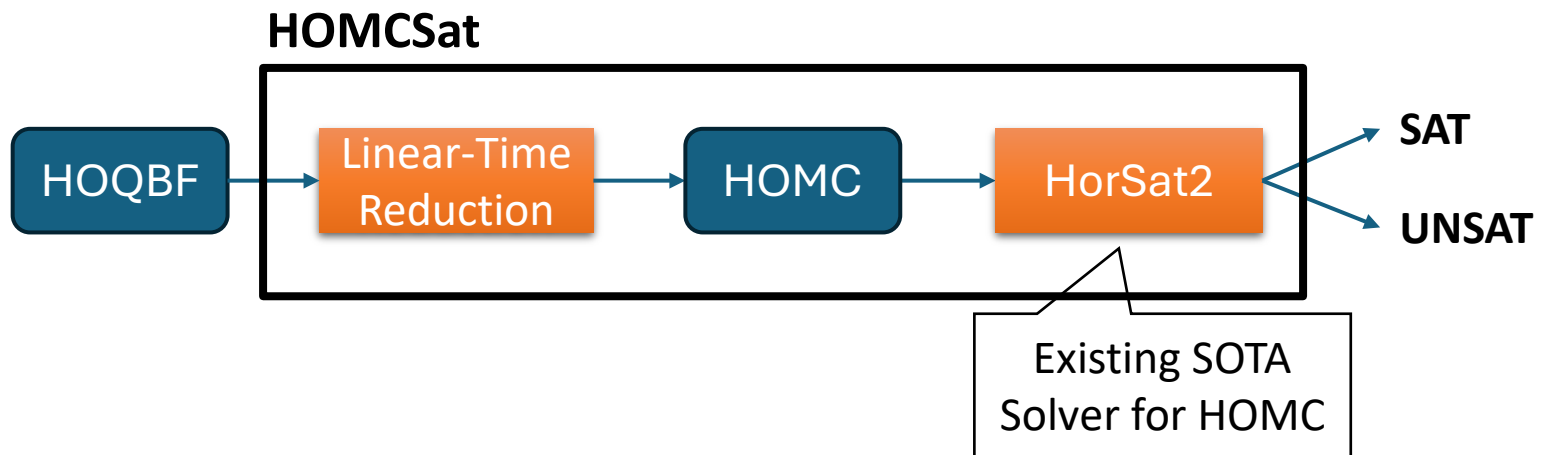 HOMCSat
HOQBF
Linear-Time
Reduction
HOMC
HorSat2
SAT
UNSAT
Existing SOTA
Solver for HOMC